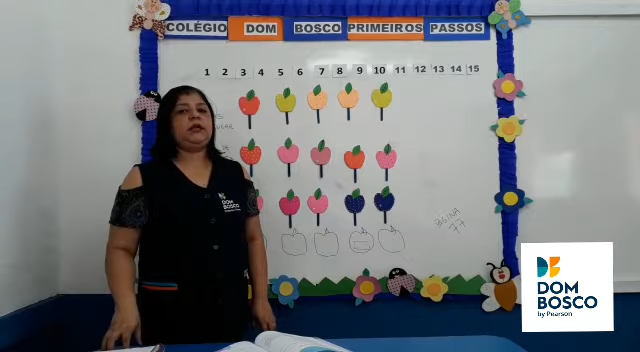 COLÉGIO DOM BOSCO PRIMEIROS PASSOS
1 2 3 4 5 6 7 8 9 10 11 12 13 14 15
PÁGINA
77
DOM
BOSCO
DOM
BOSCO
by Pearson